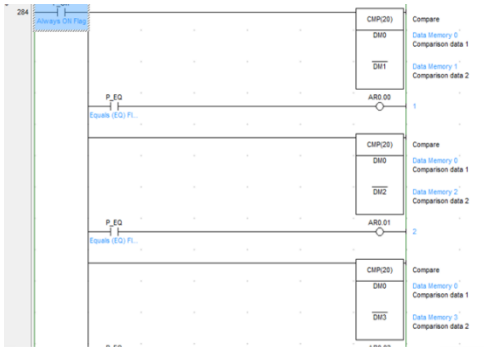 284
Always ON Flag
CMP(20) Compare
DM0 Data Memory 0
Comparison data 1
DM1 Data Memory 1
Comparison data 2
P_EQ AR0.00
1
Equals (EQ) Fl...
CMP(20) Compare
DM0 Data Memory 0
Comparison data 1
DM2 Data Memory 2
Comparison data 2
P_EQ AR0.01
2
Equals (EQ) Fl...
CMP(20) Compare
DM0 Data Memory 0
Comparison data 1
DM3 Data Memory 3
Comparison data 2